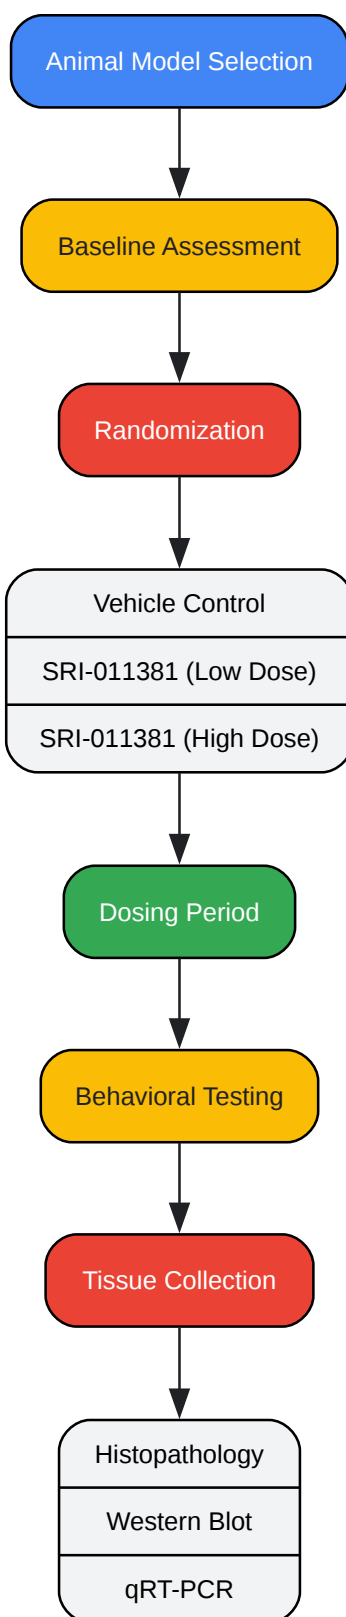 Animal Model Selection
Baseline Assessment
Randomization
Vehicle Control
SRI-011381 (Low Dose)
SRI-011381 (High Dose)
Dosing Period
Behavioral Testing
Tissue Collection
Histopathology
Western Blot
qRT-PCR